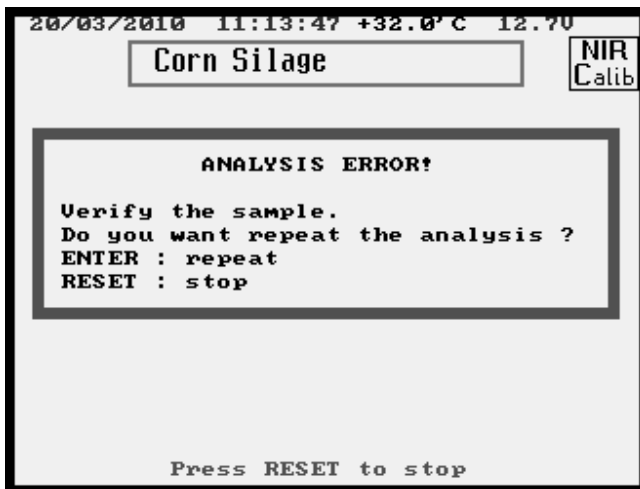 20/03/2010 11:13:47 +32.0'C 12.7V
Corn Silage
NIR
Calib
ANALYSIS ERROR!
Verify the sample.
Do you want repeat the analysis ?
ENTER : repeat
RESET : stop
Press RESET to stop